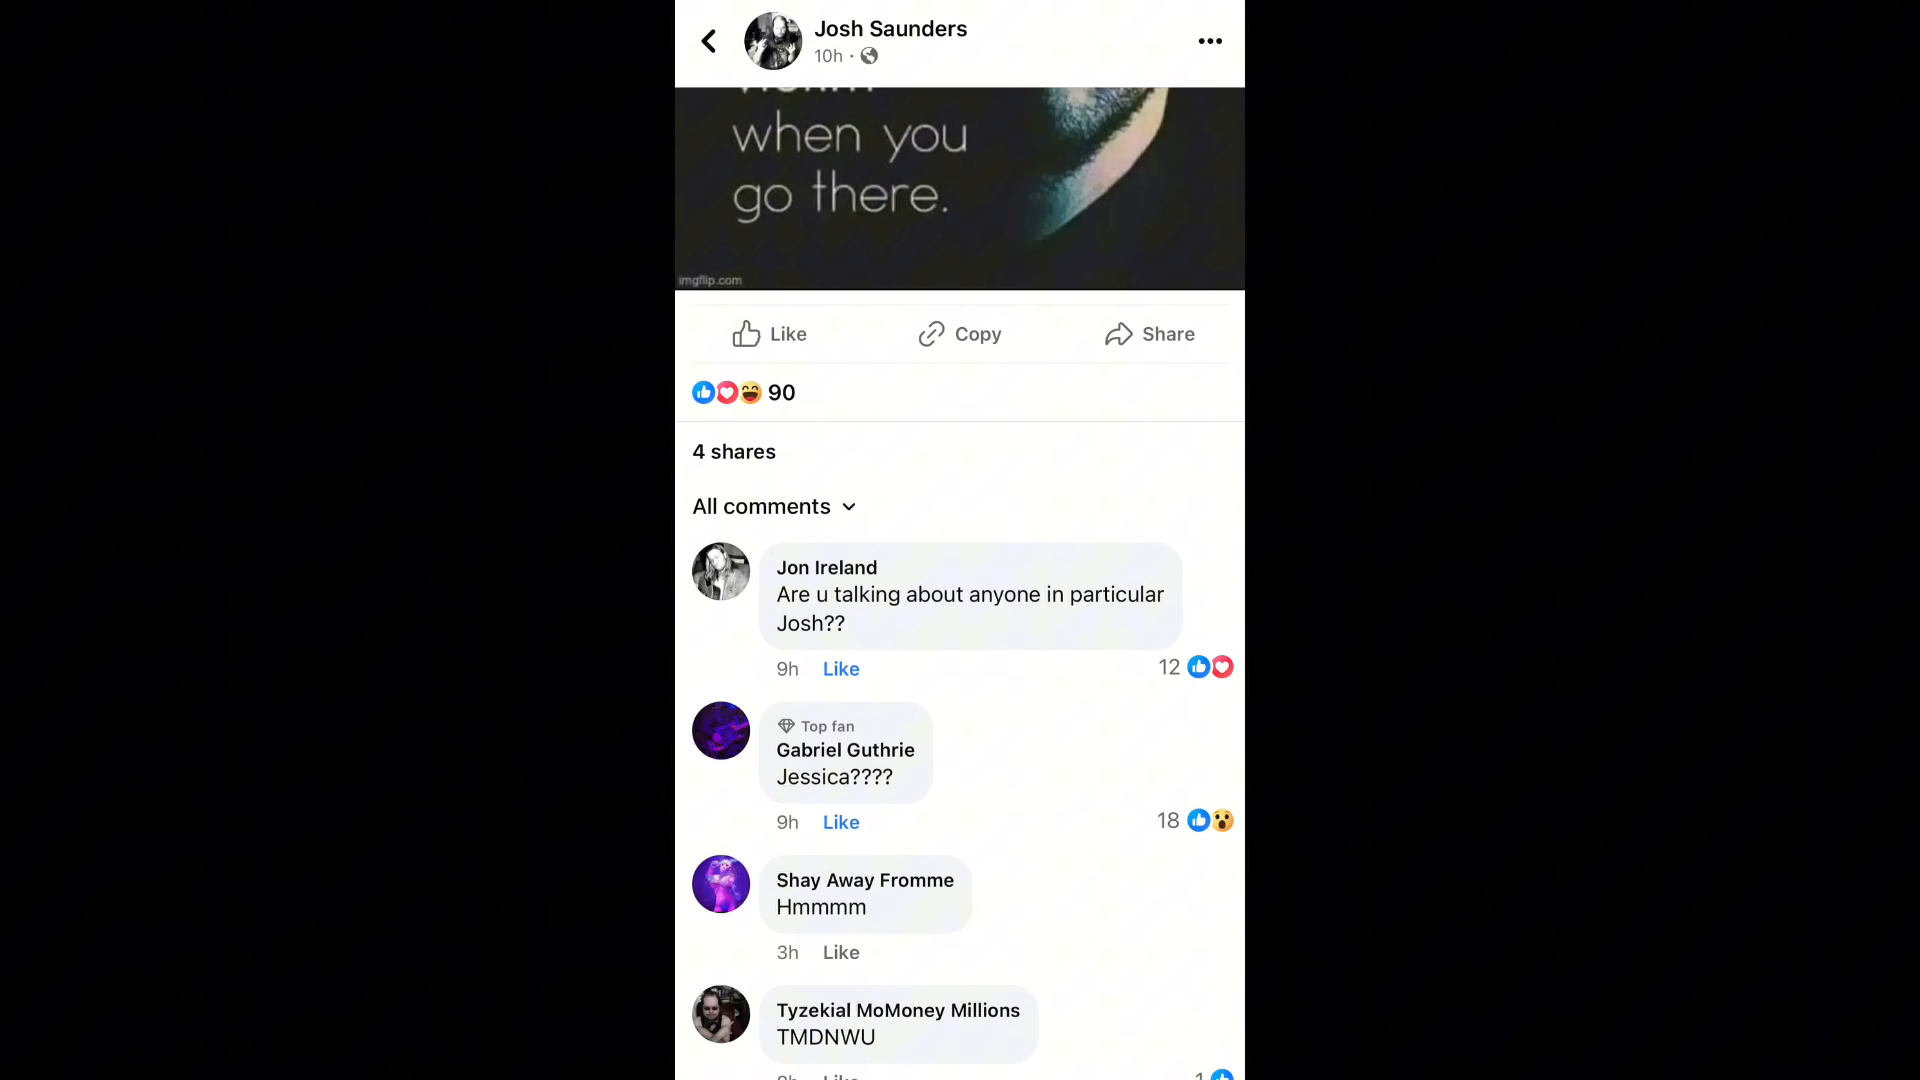 Josh Saunders
10h ·
when you
go there.
imgflip.com
Like
Copy
Share
90
4 shares
All comments
Jon Ireland
Are u talking about anyone in particular
Josh??
9h Like
12
Top fan
Gabriel Guthrie
Jessica????
9h Like
18
Shay Away Fromme
Hmmmm
3h Like
Tyzekial MoMoney Millions
TMDNWU
Like
1